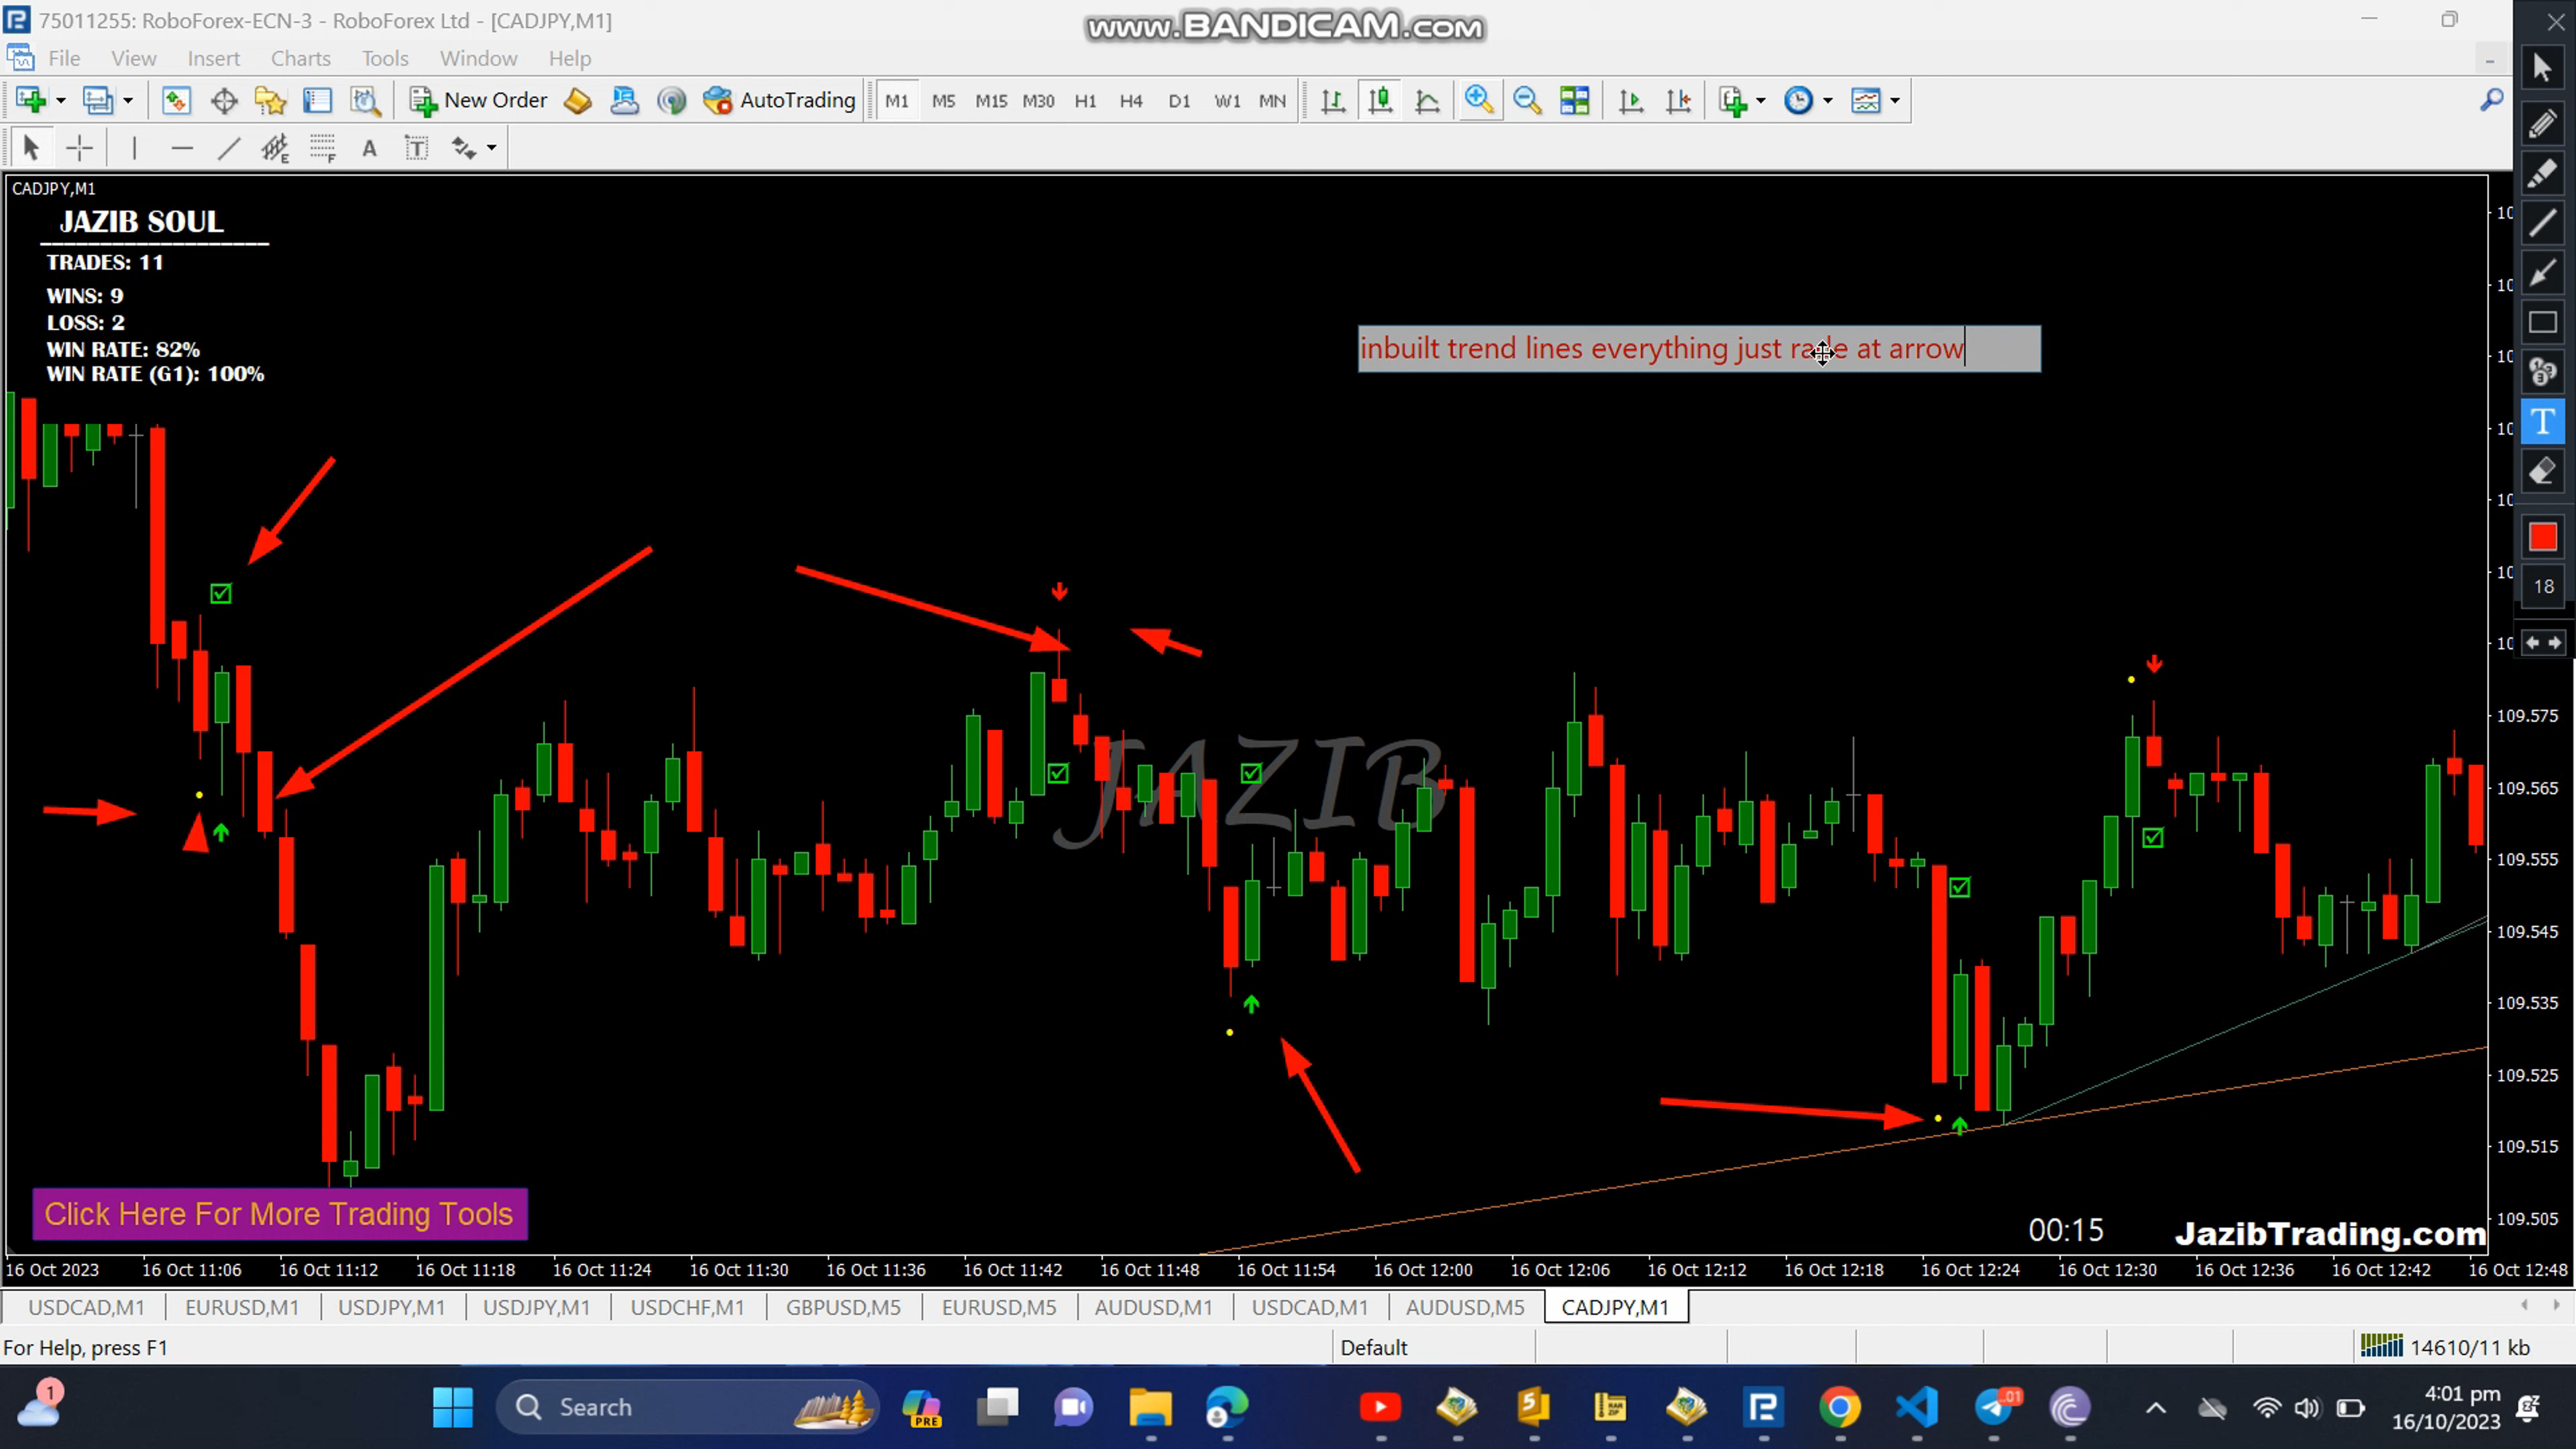 75011255: RoboForex-ECN-3 - RoboForex Ltd - [CADJPY,M1]
www.BANDICAM.com
File View Insert Charts Tools Window Help
New Order AutoTrading M1 M5 M15 M30 H1 H4 D1 W1 MN
E F A T
CADJPY,M1
JAZIB SOUL
TRADES: 11
WINS: 9
LOSS: 2
WIN RATE: 82%
WIN RATE (G1): 100%
inbuilt trend lines everything just at arrow
T
18
JAZIB
109.575
109.565
109.555
109.545
109.535
109.525
109.515
109.505
Click Here For More Trading Tools
00:15
JazibTrading.com
16 Oct 2023 16 Oct 11:06 16 Oct 11:12 16 Oct 11:18 16 Oct 11:24 16 Oct 11:30 16 Oct 11:36 16 Oct 11:42 16 Oct 11:48 16 Oct 11:54 16 Oct 12:00 16 Oct 12:06 16 Oct 12:12 16 Oct 12:18 16 Oct 12:24 16 Oct 12:30 16 Oct 12:36 16 Oct 12:42 16 Oct 12:48
USDCAD,M1 EURUSD,M1 USDJPY,M1 USDJPY,M1 USDCHF,M1 GBPUSD,M5 EURUSD,M5 AUDUSD,M1 USDCAD,M1 AUDUSD,M5 CADJPY,M1
For Help, press F1 Default 14610/11 kb
1 Search PRE 4:01 pm
16/10/2023